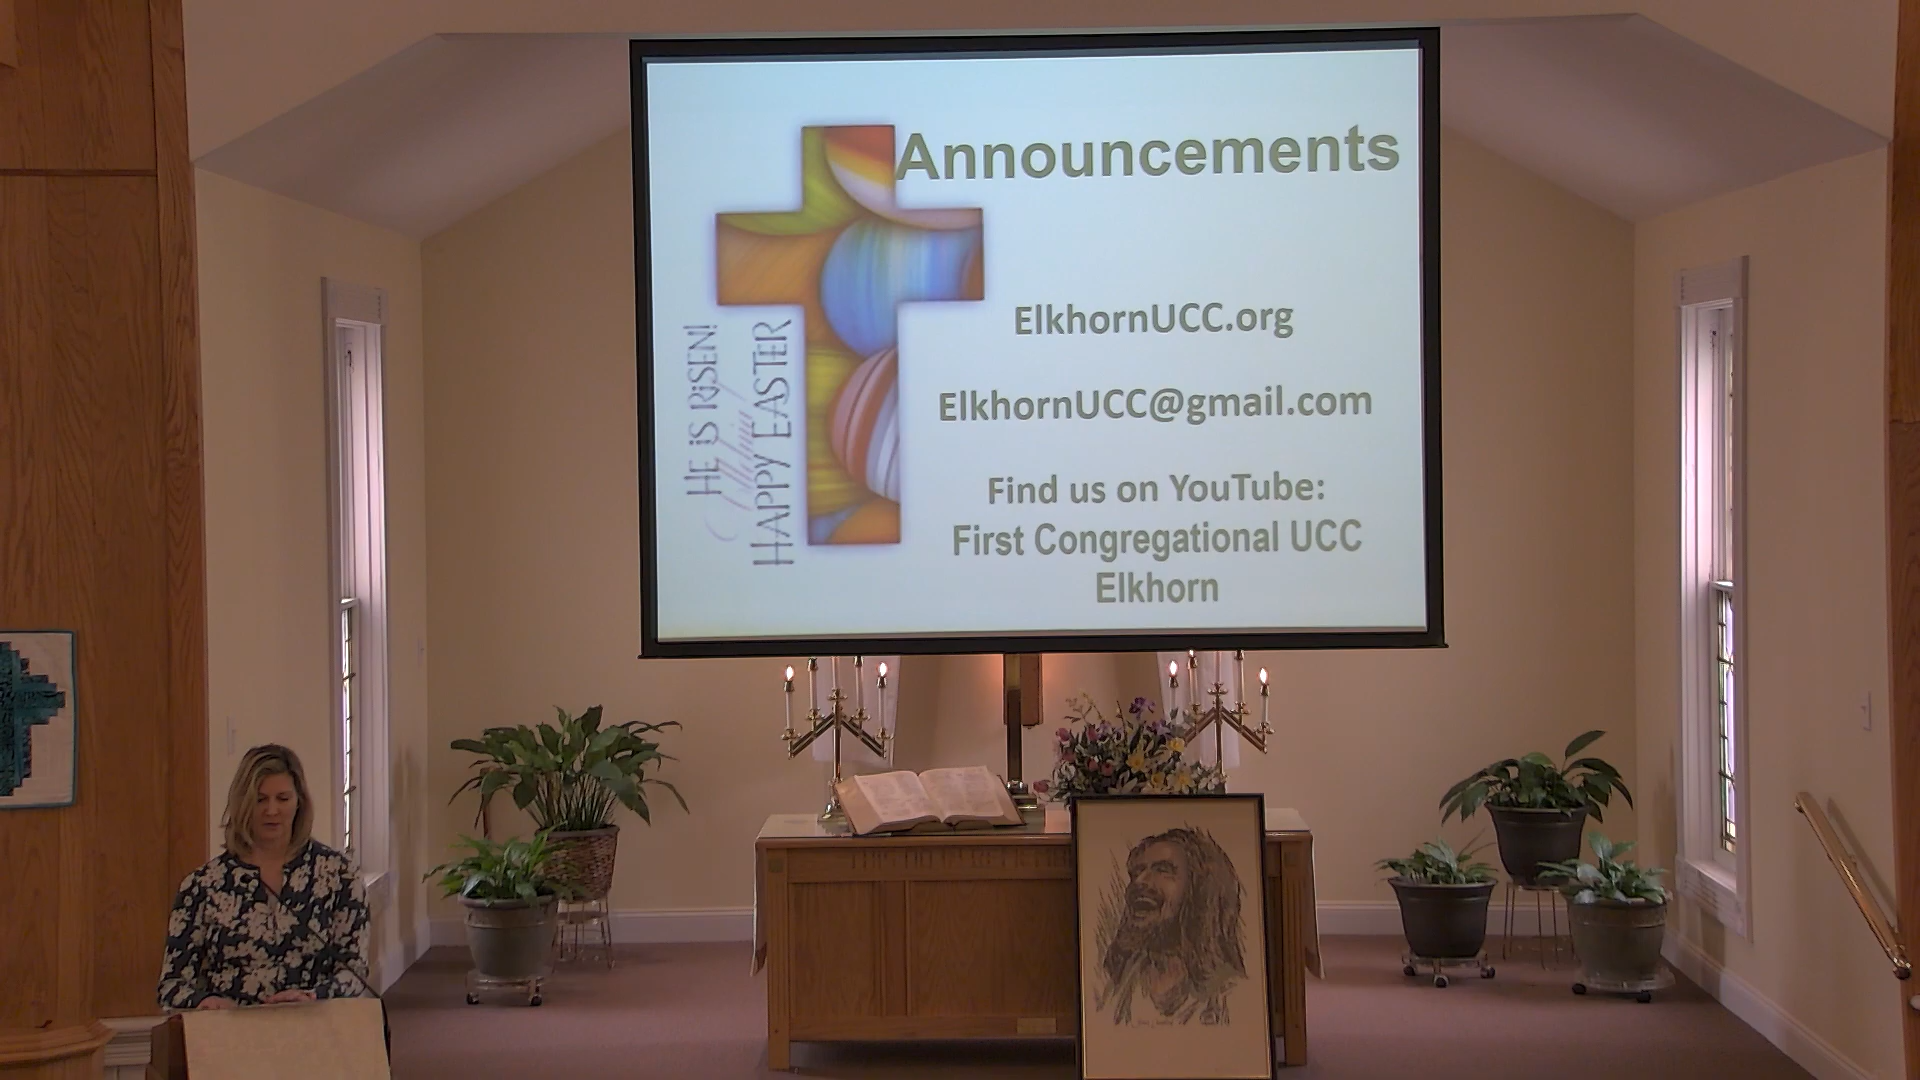 Announcements
ElkhornUCC.org
ElkhornUCC@gmail.com
Find us on YouTube:
First Congregational UCC
Elkhorn
HE IS RISEN!
Alleluia!
HAPPY EASTER